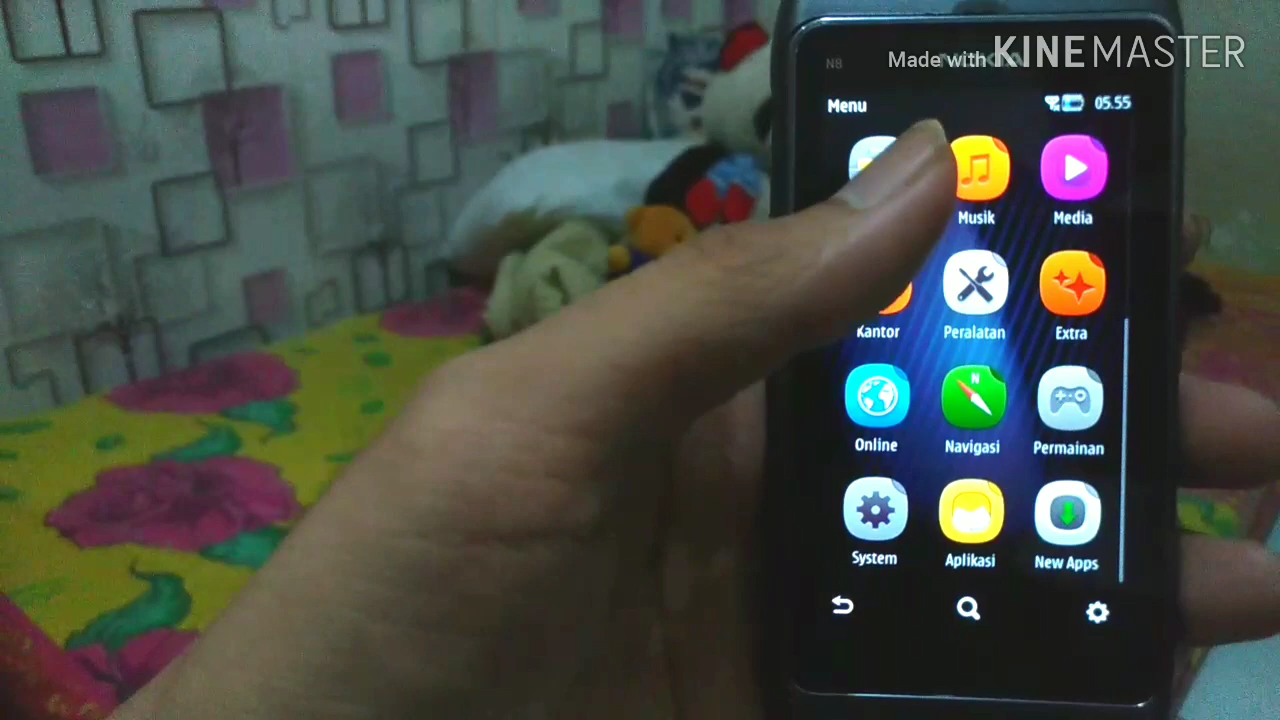 Made with KINEMASTER
N8
Menu
05.55
Musik
Media
Kantor
Peralatan
Extra
N
Online
Navigasi
Permainan
System
Aplikasi
New Apps